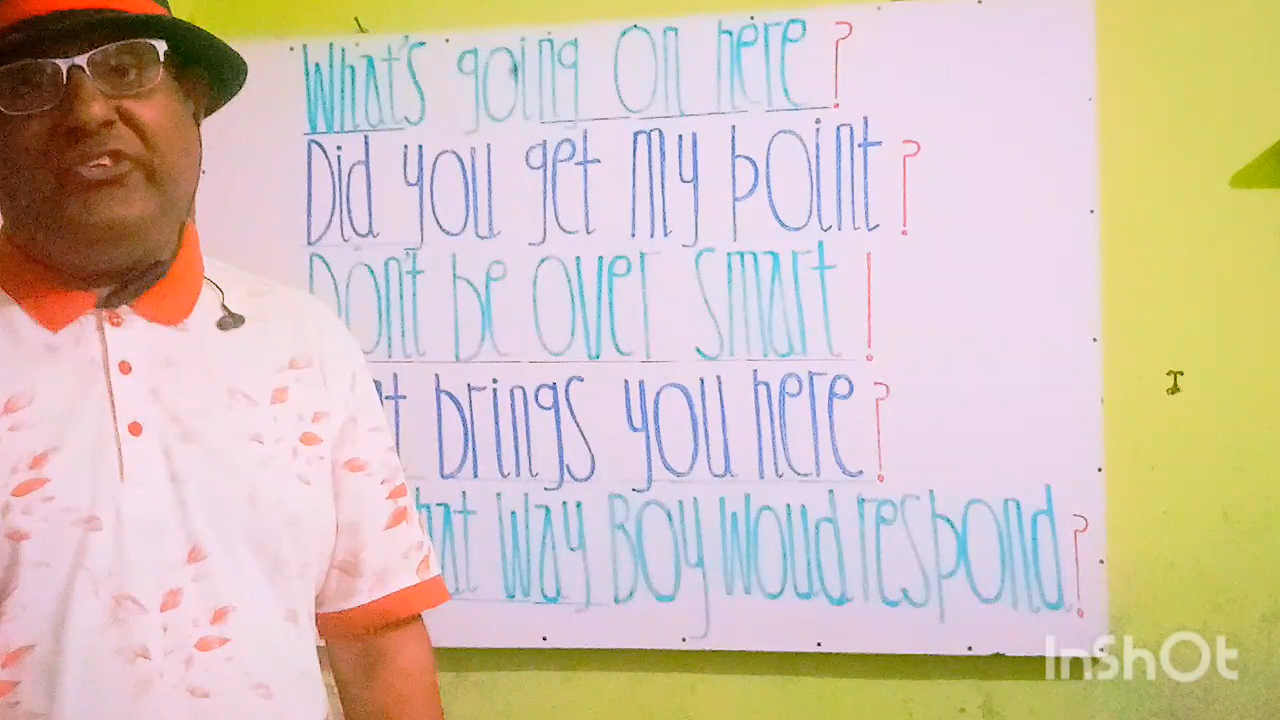 What's going on here?
Did you get my point?
Don't be over smart!
brings you here?
way Boy woud respond?
InShOt